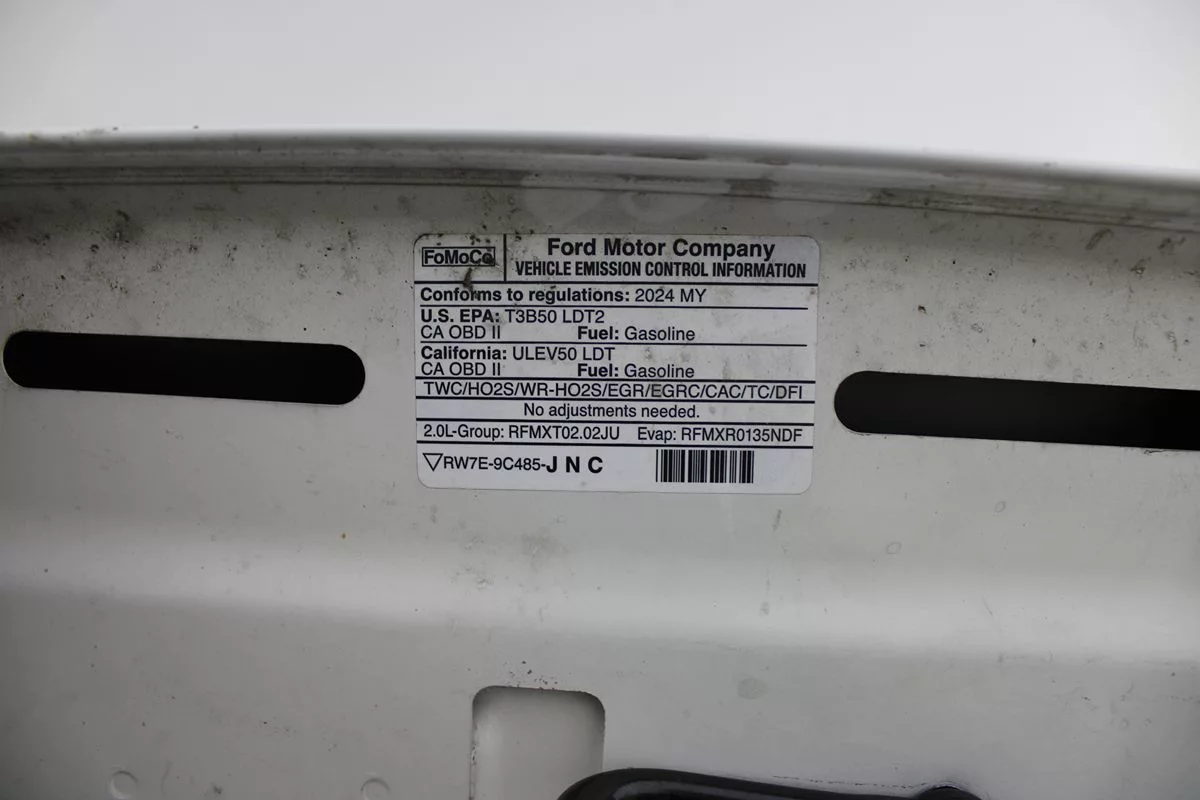 FoMoCo
Ford Motor Company
VEHICLE EMISSION CONTROL INFORMATION
Conforms to regulations: 2024 MY
U.S. EPA: T3B50 LDT2
CA OBD II Fuel: Gasoline
California: ULEV50 LDT
CA OBD II Fuel: Gasoline
TWC/HO2S/WR-HO2S/EGR/EGRC/CAC/TC/DFI
No adjustments needed.
2.0L-Group: RFMXT02.02JU Evap: RFMXR0135NDF
RW7E-9C485-J N C